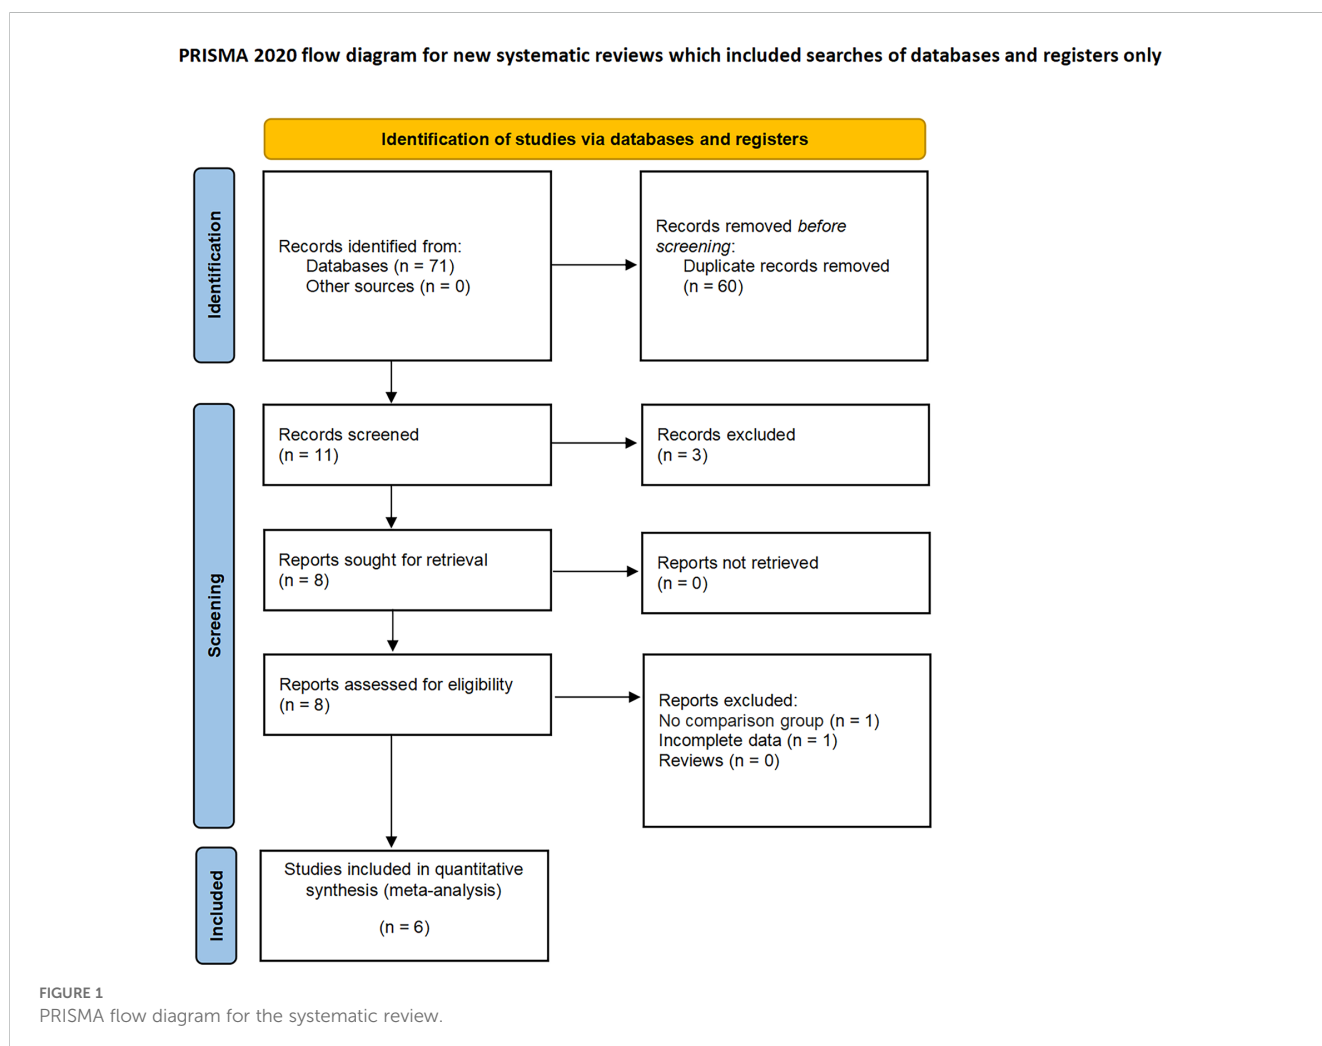 PRISMA 2020 flow diagram for new systematic reviews which included searches of databases and registers only
Identification of studies via databases and registers
Identification
Records identified from:
Databases (n = 71)
Other sources (n = 0)
Records removed before
screening:
Duplicate records removed
(n = 60)
Screening
Records screened
(n = 11)
Records excluded
(n = 3)
Reports sought for retrieval
(n = 8)
Reports not retrieved
(n = 0)
Reports assessed for eligibility
(n = 8)
Reports excluded:
No comparison group (n = 1)
Incomplete data (n = 1)
Reviews (n = 0)
Included
Studies included in quantitative
synthesis (meta-analysis)
(n = 6)
FIGURE 1
PRISMA flow diagram for the systematic review.